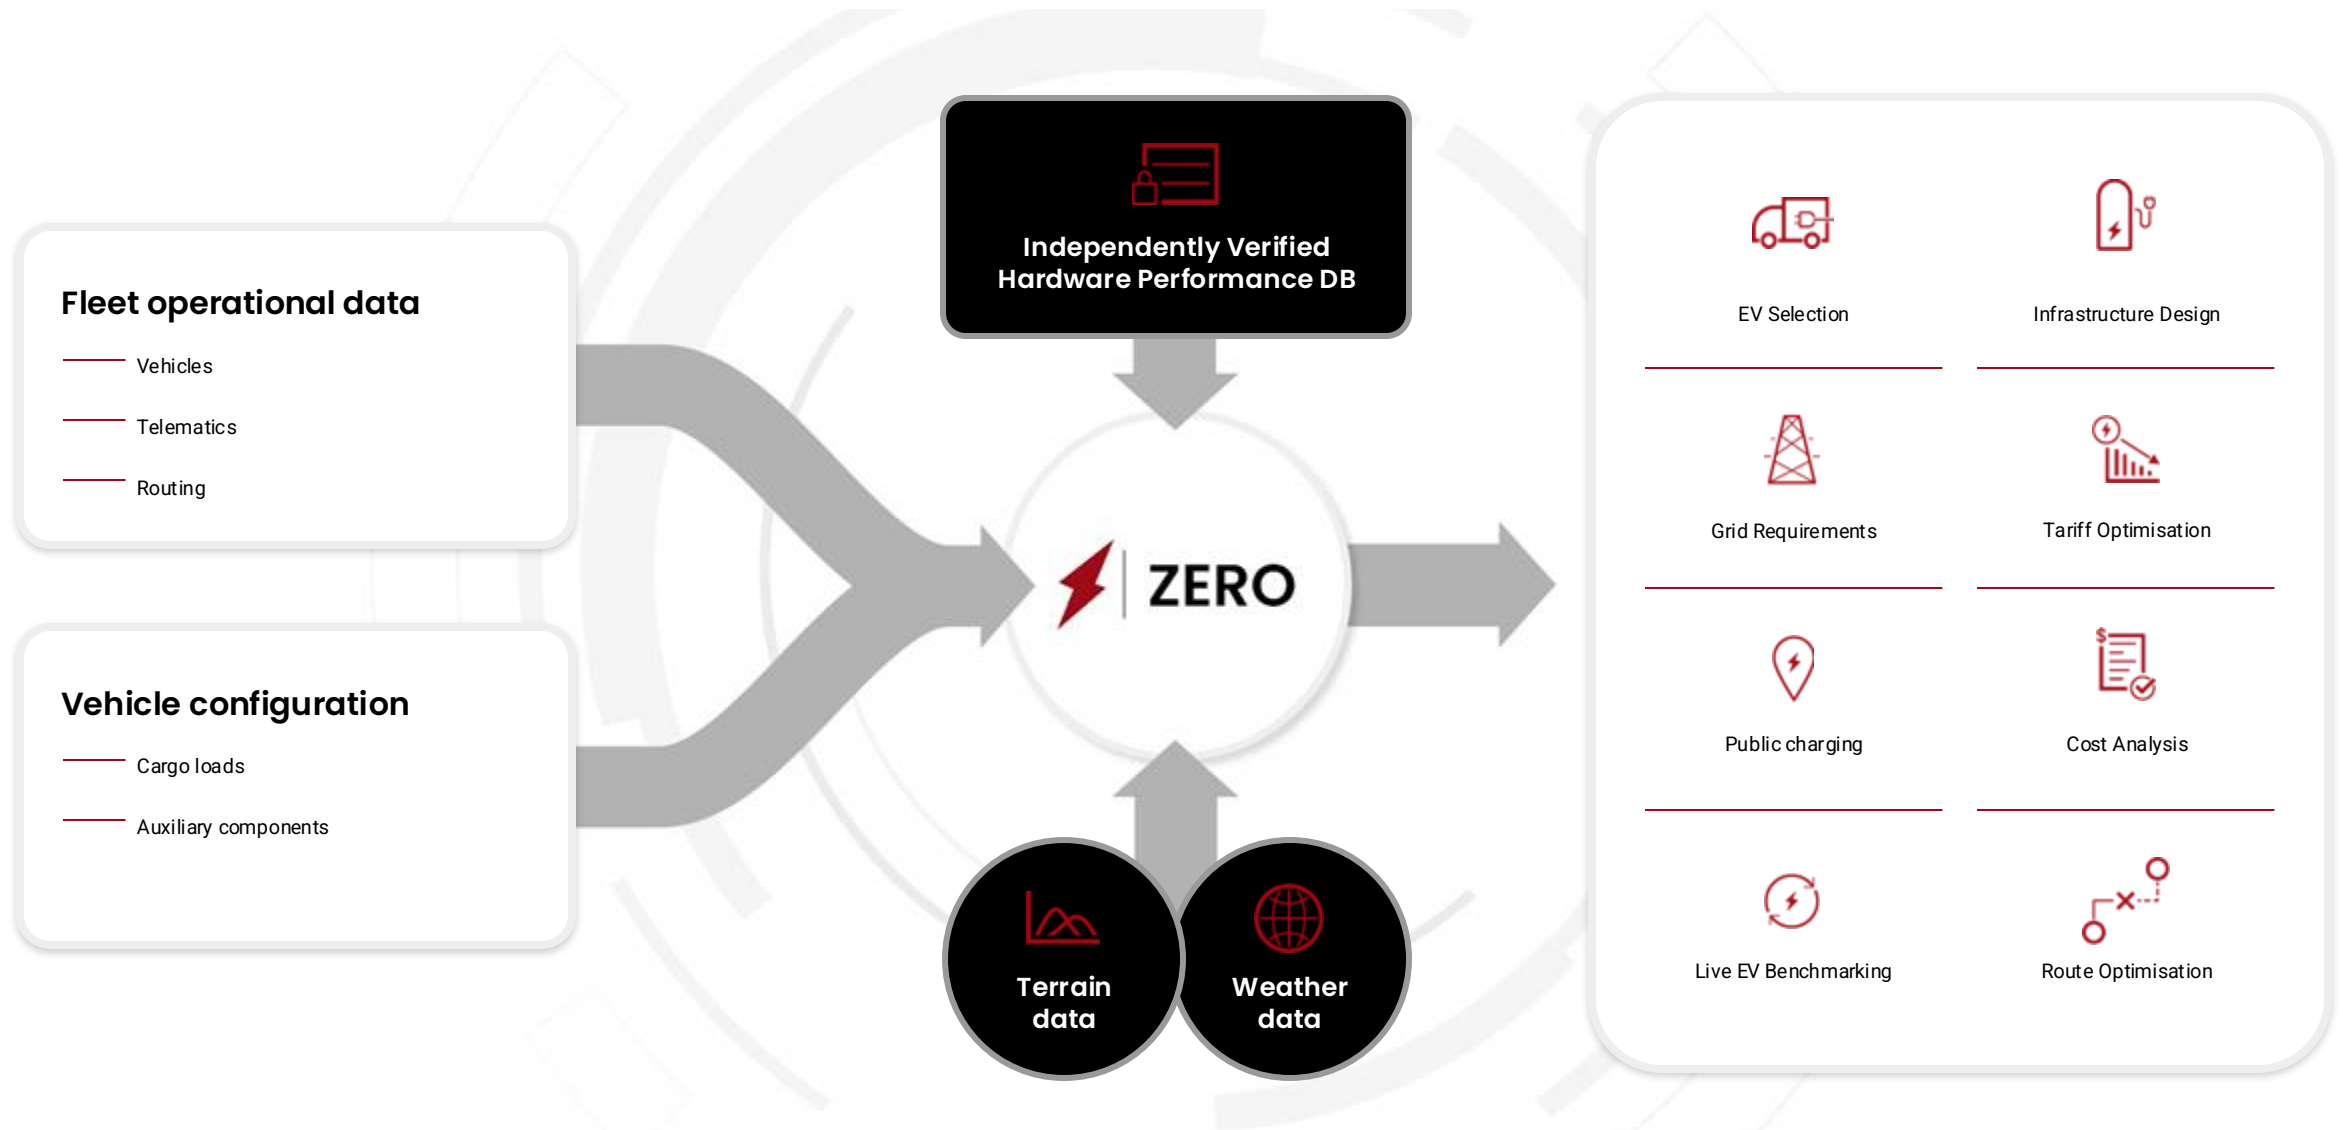 Fleet operational data
Vehicles
Telematics
Routing
Vehicle configuration
Cargo loads
Auxiliary components
Independently Verified
Hardware Performance DB
ZERO
Terrain
data
Weather
data
EV Selection
Infrastructure Design
Grid Requirements
Tariff Optimisation
$
Public charging
Cost Analysis
Live EV Benchmarking
Route Optimisation